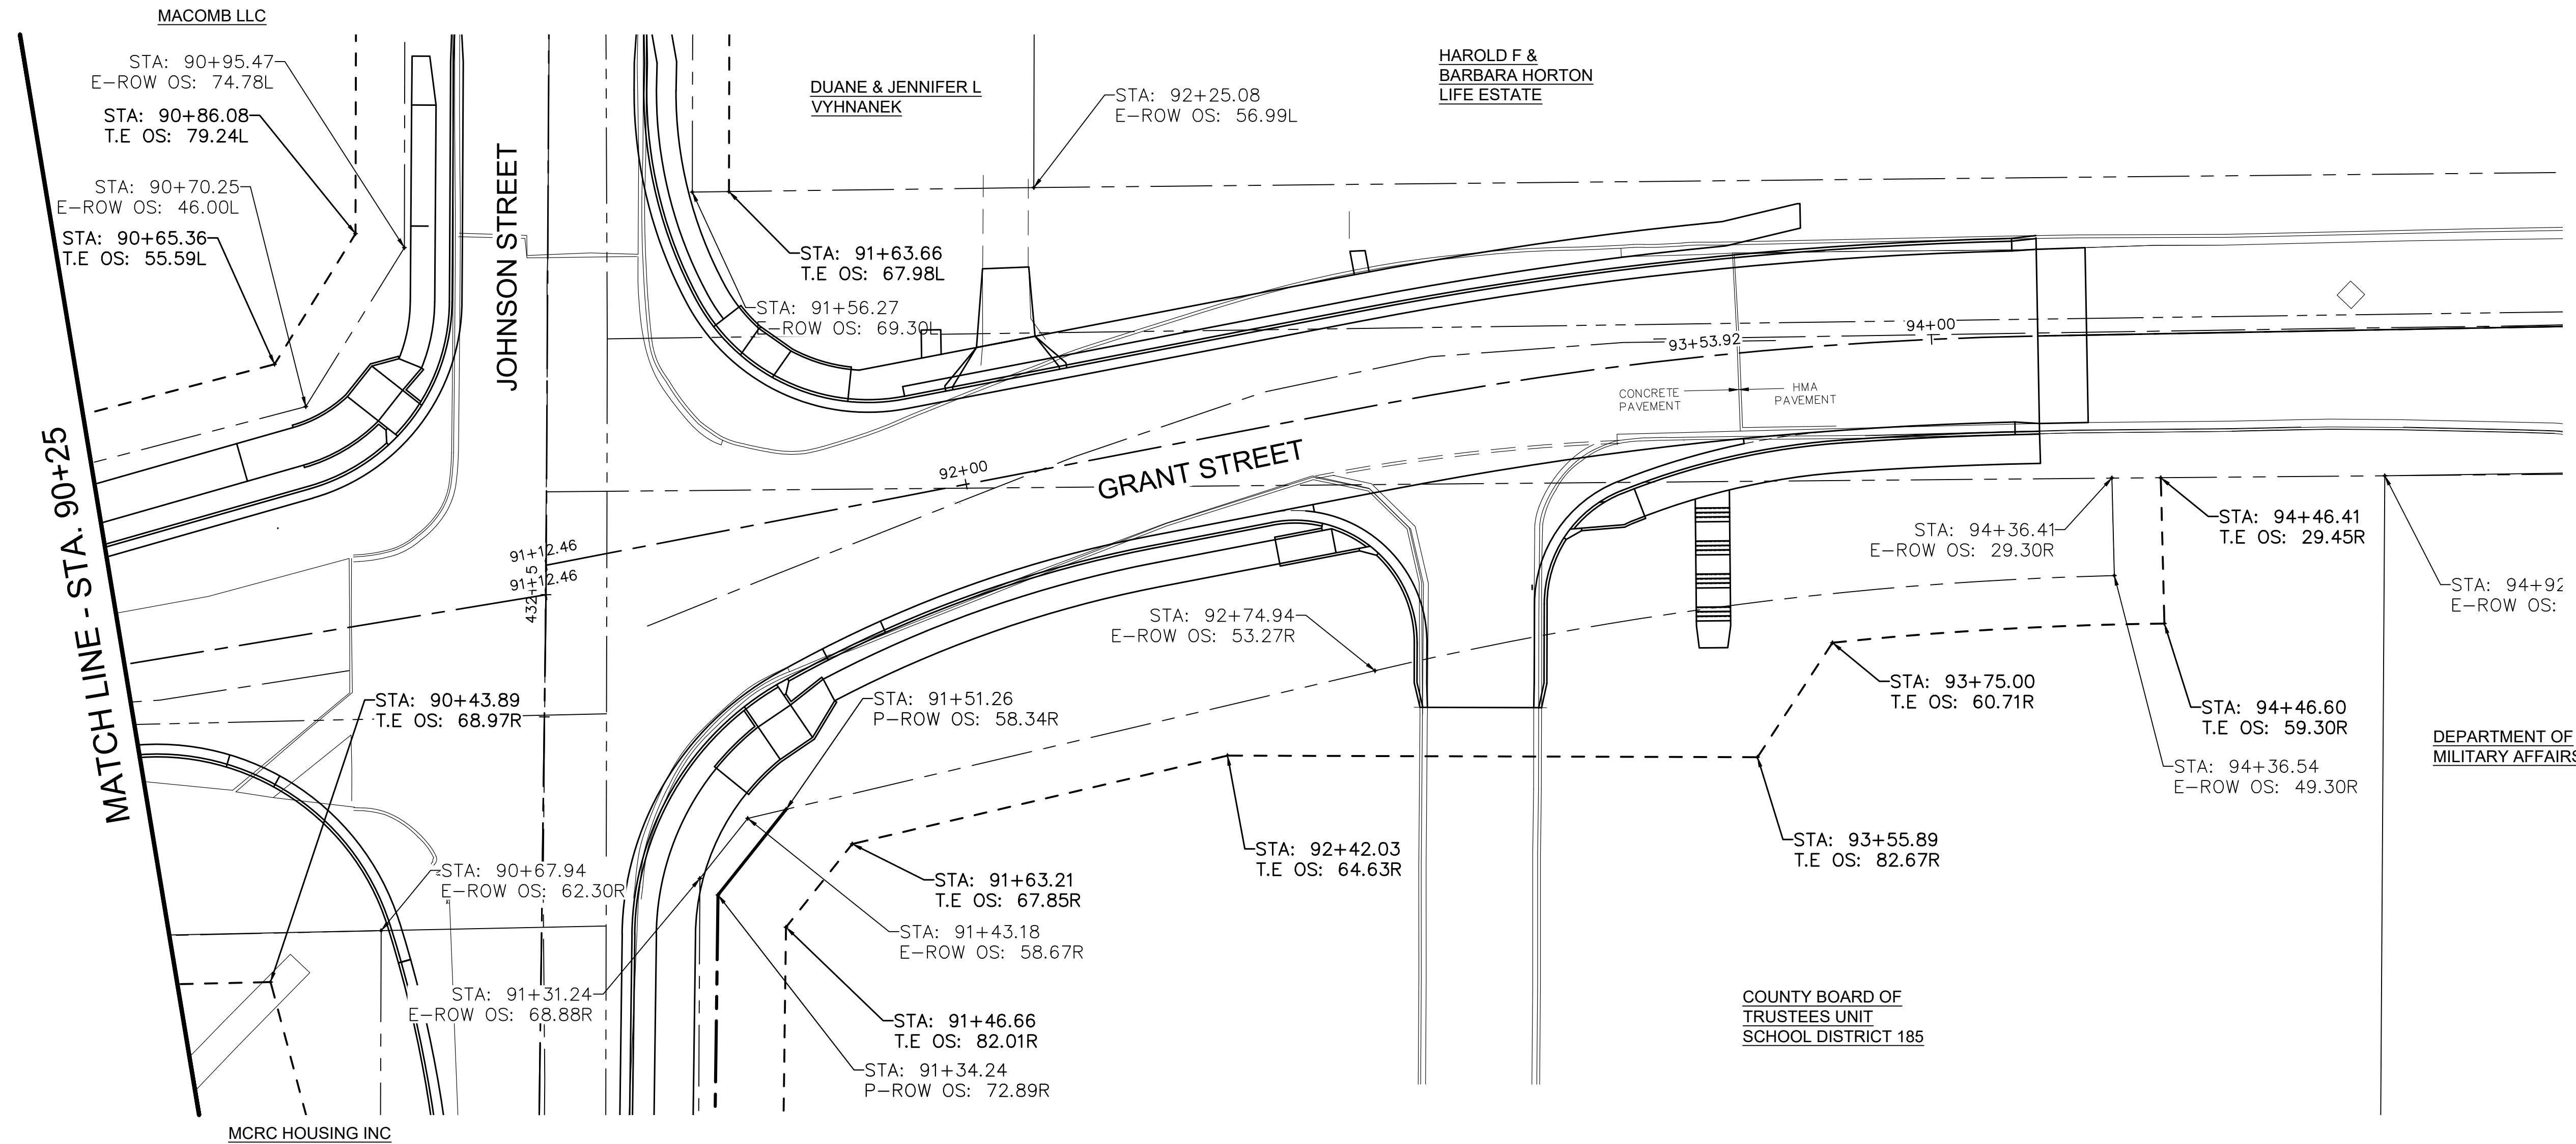 MACOMB LLC
STA: 90+95.47
E-ROW OS: 74.78L
STA: 90+86.08
T.E OS: 79.24L
STA: 90+70.25
E-ROW OS: 46.00L
STA: 90+65.36
T.E OS: 55.59L
MATCH LINE - STA. 90+25
JOHNSON STREET
DUANE & JENNIFER L
VYHNANEK
STA: 92+25.08
E-ROW OS: 56.99L
HAROLD F &
BARBARA HORTON
LIFE ESTATE
STA: 91+63.66
T.E OS: 67.98L
STA: 91+56.27
E-ROW OS: 69.30L
93+53.92
94+00
CONCRETE
PAVEMENT
HMA
PAVEMENT
92+00
GRANT STREET
91+12.46
91+12.46
432+15
STA: 94+36.41
E-ROW OS: 29.30R
STA: 94+46.41
T.E OS: 29.45R
STA: 94+92
E-ROW OS:
STA: 92+74.94
E-ROW OS: 53.27R
STA: 90+43.89
T.E OS: 68.97R
STA: 91+51.26
P-ROW OS: 58.34R
STA: 93+75.00
T.E OS: 60.71R
STA: 94+46.60
T.E OS: 59.30R
STA: 94+36.54
E-ROW OS: 49.30R
DEPARTMENT OF
MILITARY AFFAIRS
STA: 93+55.89
T.E OS: 82.67R
STA: 92+42.03
T.E OS: 64.63R
STA: 90+67.94
E-ROW OS: 62.30R
STA: 91+63.21
T.E OS: 67.85R
STA: 91+43.18
E-ROW OS: 58.67R
STA: 91+31.24
E-ROW OS: 68.88R
STA: 91+46.66
T.E OS: 82.01R
STA: 91+34.24
P-ROW OS: 72.89R
COUNTY BOARD OF
TRUSTEES UNIT
SCHOOL DISTRICT 185
MCRC HOUSING INC